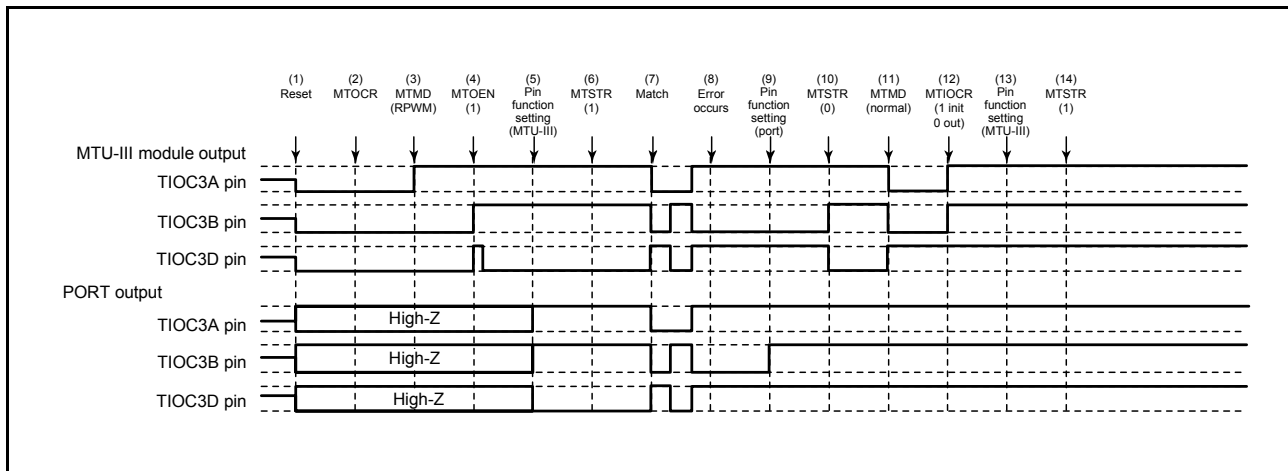 (1)
Reset
(2)
MTOCR
(3)
MTMD
(RPWM)
(4)
MTOEN
(1)
(5)
Pin
function
setting
(MTU-III)
(6)
MTSTR
(1)
(7)
Match
(8)
Error
occurs
(9)
Pin
function
setting
(port)
(10)
MTSTR
(0)
(11)
MTMD
(normal)
(12)
MTIOCR
(1 init
0 out)
(13)
Pin
function
setting
(MTU-III)
(14)
MTSTR
(1)
MTU-III module output
TIOC3A pin
TIOC3B pin
TIOC3D pin
PORT output
TIOC3A pin
High-Z
TIOC3B pin
High-Z
TIOC3D pin
High-Z